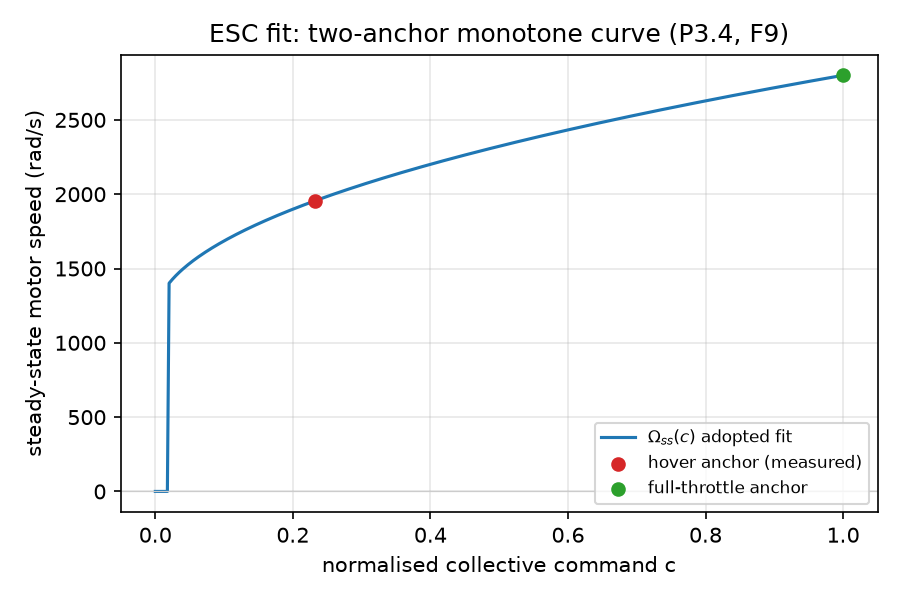 ESC fit: two-anchor monotone curve (P3.4, F9)
steady-state motor speed (rad/s)
2500
2000
1500
1000
500
0
Ωss(c) adopted fit
hover anchor (measured)
full-throttle anchor
0.0 0.2 0.4 0.6 0.8 1.0
normalised collective command c